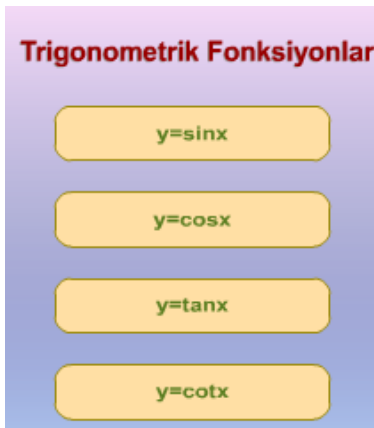 Trigonometrik Fonksiyonlar
y=sinx
y=cosx
y=tanx
y=cotx